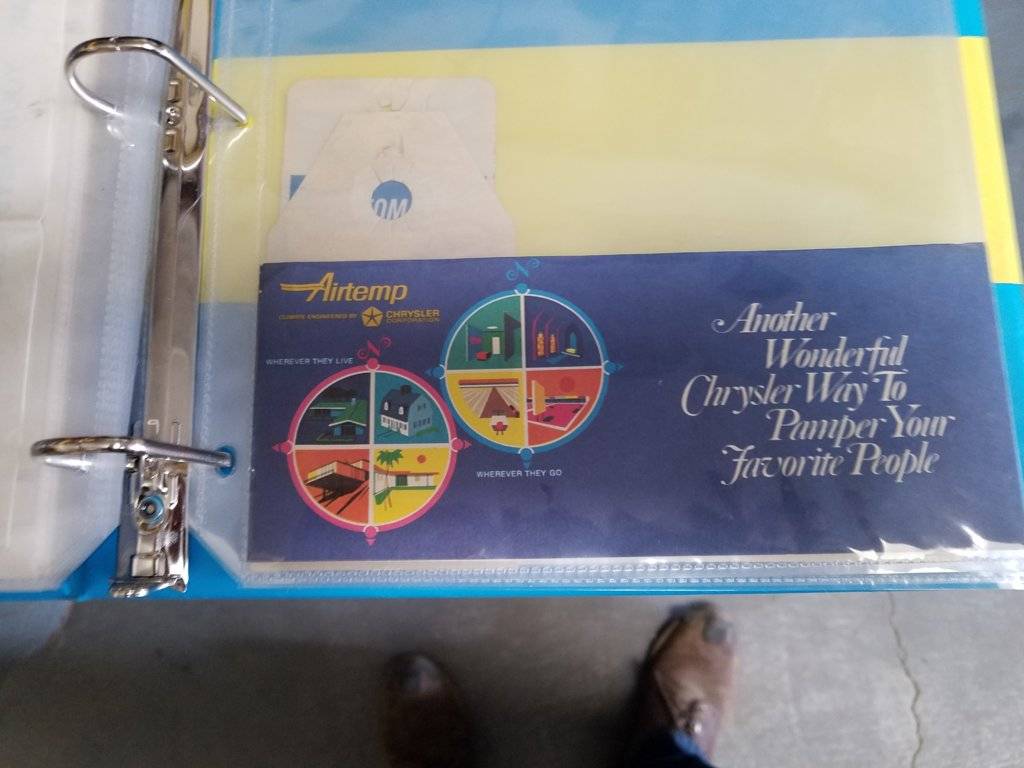 OM
Airtemp
CLIMATE ENGINEERED BY CHRYSLER
CORPORATION
WHEREVER THEY LIVE
N
N
WHEREVER THEY GO
Another
Wonderful
Chrysler Way To
Pamper Your
Favorite People